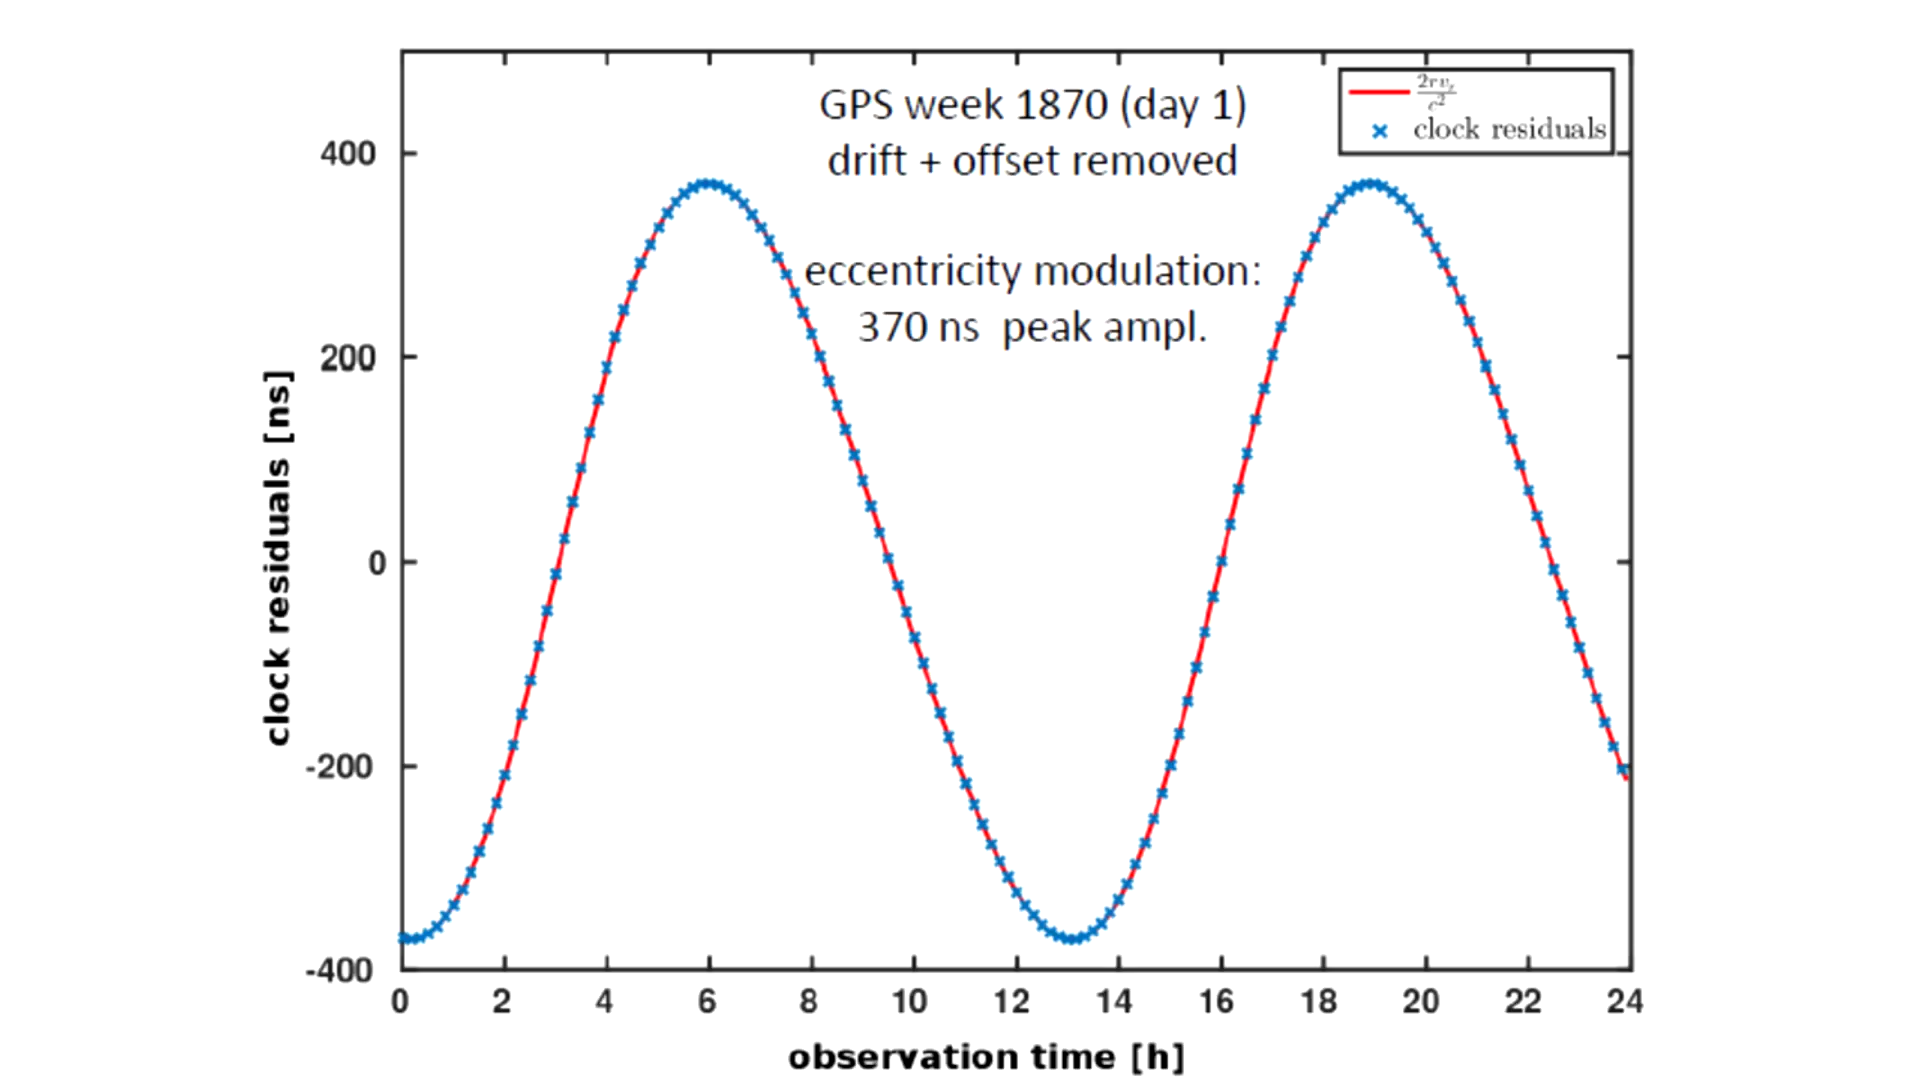 GPS week 1870 (day 1)
drift + offset removed
eccentricity modulation:
370 ns peak ampl.
2rv_r/c²
clock residuals
clock residuals [ns]
400
200
0
-200
-400
0 2 4 6 8 10 12 14 16 18 20 22 24
observation time [h]